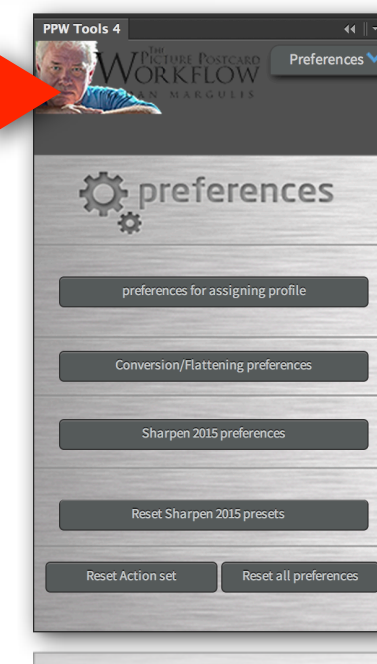 PPW Tools 4
THE
PICTURE POSTCARD
WORKFLOW
DAN MARGULIS
Preferences
preferences
preferences for assigning profile
Conversion/Flattening preferences
Sharpen 2015 preferences
Reset Sharpen 2015 presets
Reset Action set
Reset all preferences